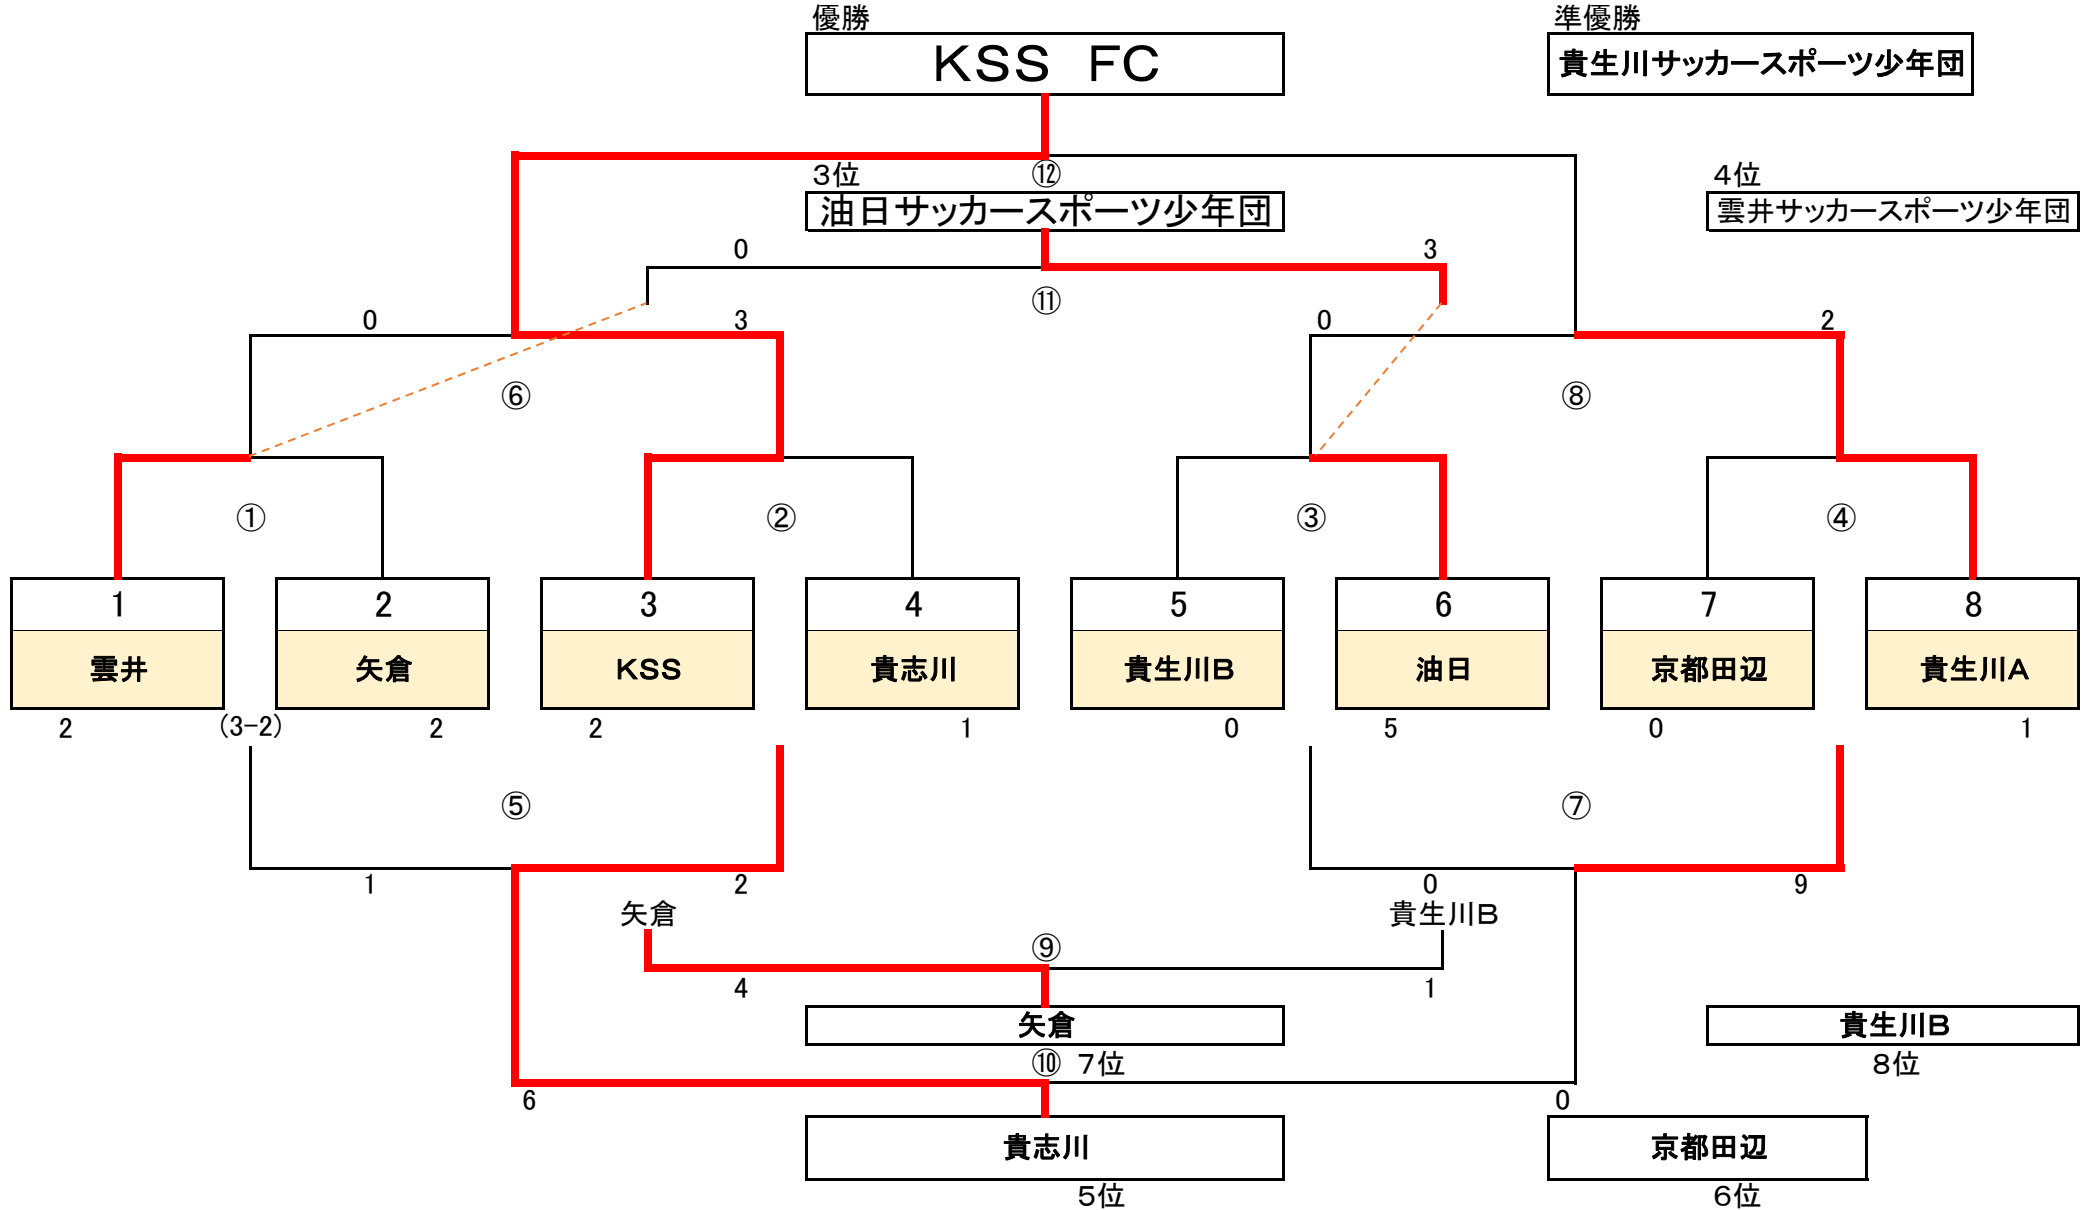 優勝 準優勝
KSS FC 貴生川サッカースポーツ少年団
3位 ⑫ 4位
油日サッカースポーツ少年団 雲井サッカースポーツ少年団
0 3
⑪
0 3 0 2
⑥ ⑧
① ② ③ ④
1 2 3 4 5 6 7 8
雲井 矢倉 KSS 貴志川 貴生川B 油日 京都田辺 貴生川A
2 (3-2) 2 2 1 0 5 0 1
⑤ ⑦
1 2 0 9
矢倉 貴生川B
⑨
4 1
矢倉 貴生川B
⑩ 7位 8位
6 0
貴志川 京都田辺
5位 6位